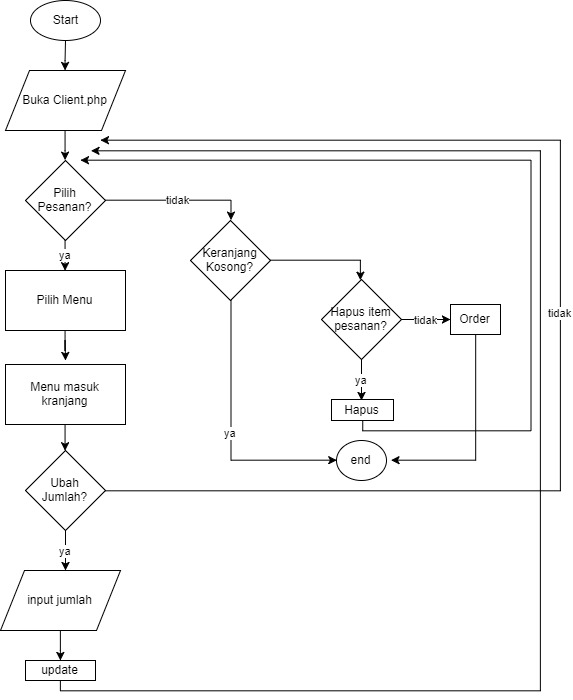 Start
Buka Client.php
Pilih
Pesanan?
tidak
ya
Keranjang
Kosong?
Pilih Menu
Hapus item
pesanan?
tidak
Order
tidak
ya
Menu masuk
kranjang
Hapus
ya
end
Ubah
Jumlah?
ya
input jumlah
update